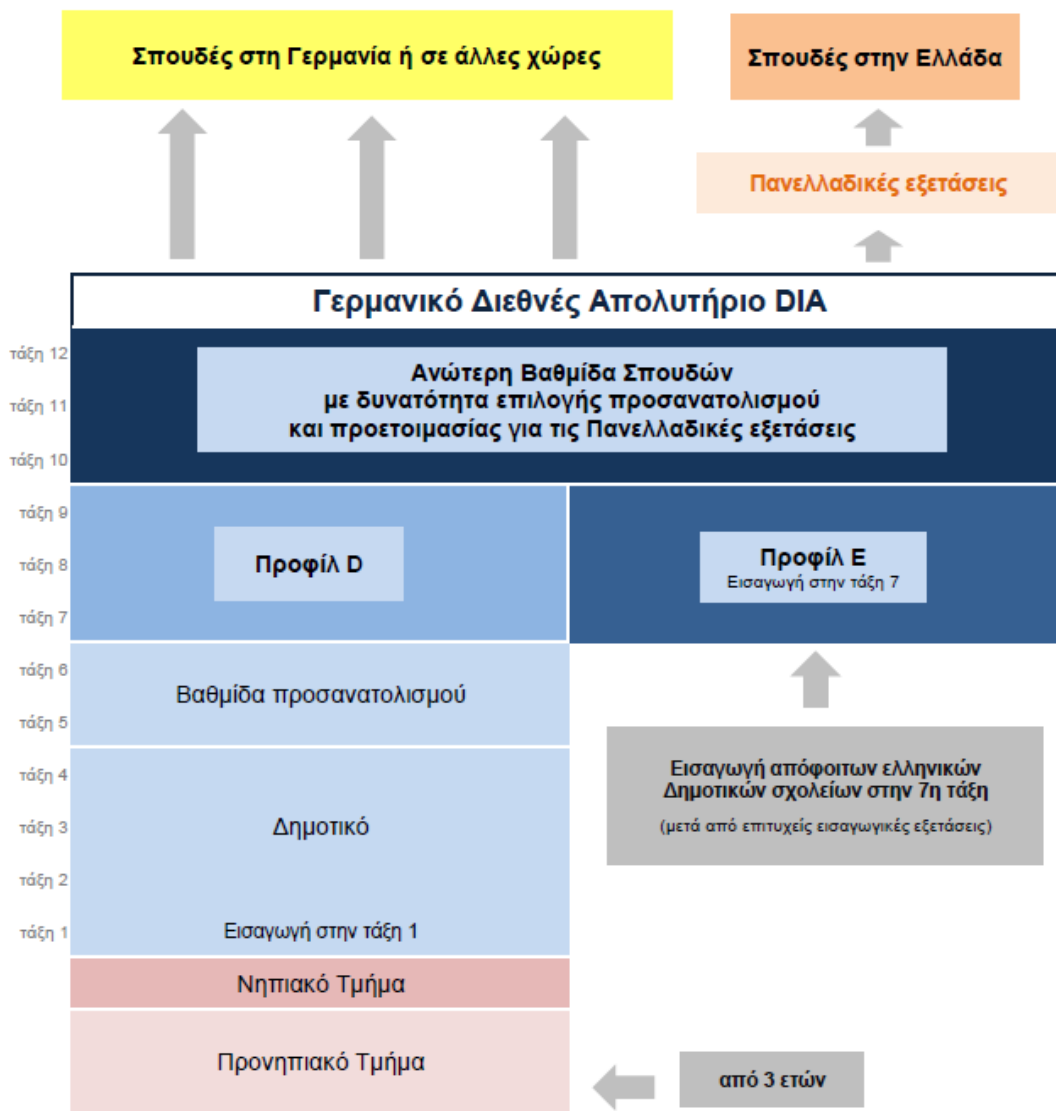 Σπουδές στη Γερμανία ή σε άλλες χώρες
Σπουδές στην Ελλάδα
Πανελλαδικές εξετάσεις
Γερμανικό Διεθνές Απολυτήριο DIA
τάξη 12
τάξη 11
τάξη 10
Ανώτερη Βαθμίδα Σπουδών
με δυνατότητα επιλογής προσανατολισμού
και προετοιμασίας για τις Πανελλαδικές εξετάσεις
τάξη 9
τάξη 8
τάξη 7
Προφίλ D
Προφίλ E
Εισαγωγή στην τάξη 7
τάξη 6
τάξη 5
Βαθμίδα προσανατολισμού
Εισαγωγή απόφοιτων ελληνικών
Δημοτικών σχολείων στην 7η τάξη
(μετά από επιτυχείς εισαγωγικές εξετάσεις)
τάξη 4
τάξη 3
τάξη 2
τάξη 1
Δημοτικό
Εισαγωγή στην τάξη 1
Νηπιακό Τμήμα
Προνηπιακό Τμήμα
από 3 ετών